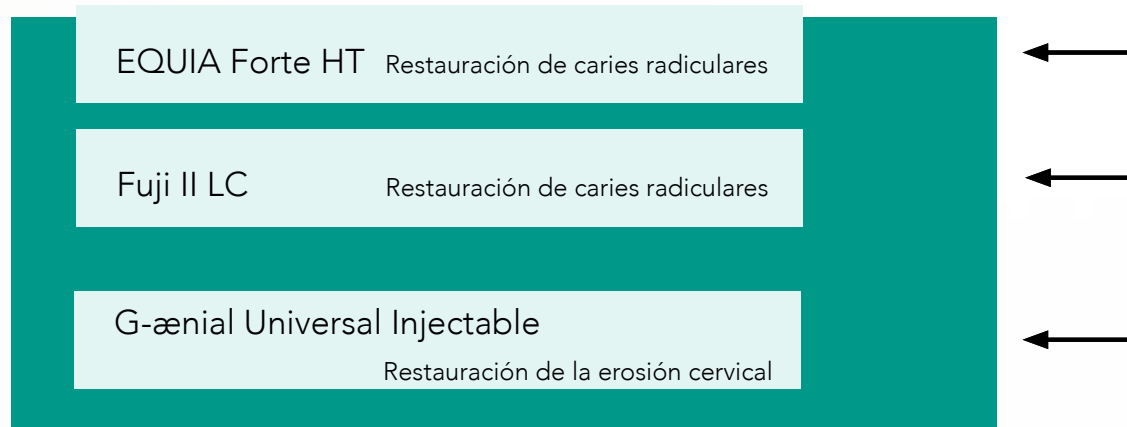 EQUIA Forte HT Restauración de caries radiculares
Fuji II LC Restauración de caries radiculares
G-ænial Universal Injectable
Restauración de la erosión cervical